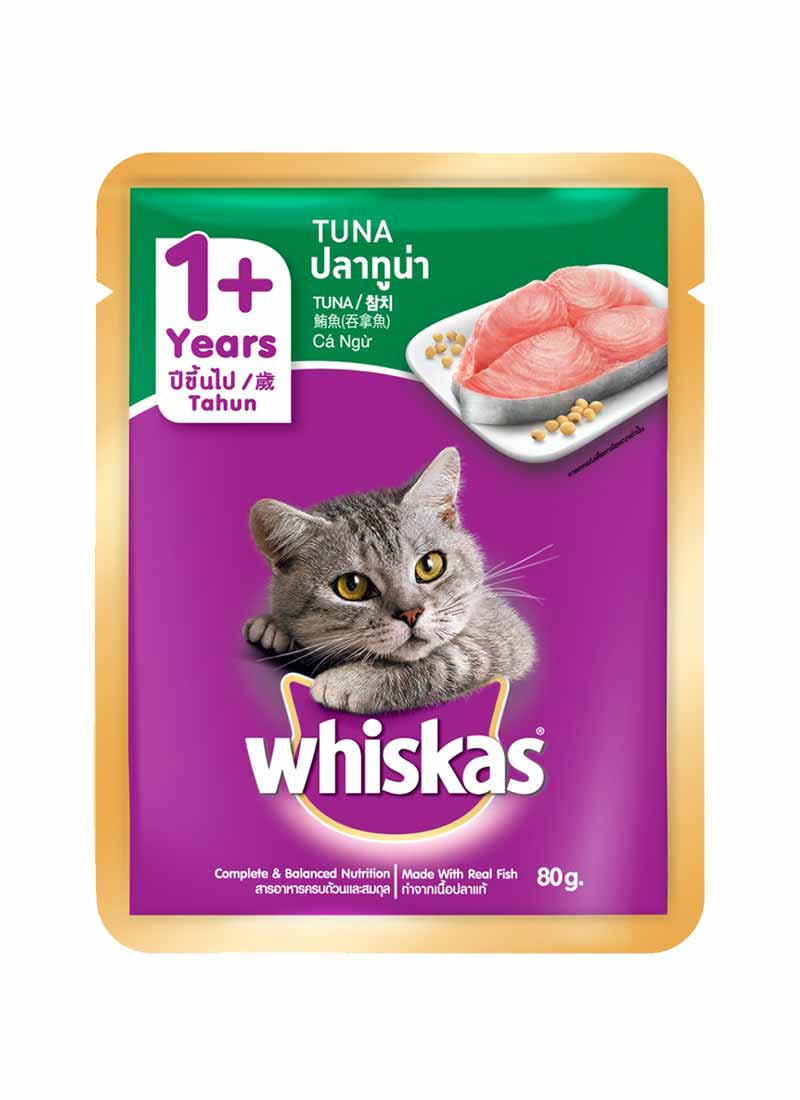 1+
Years
ปีขึ้นไป / 歲
Tahun
TUNA
ปลาทูน่า
TUNA / 참치
鮪魚(吞拿魚)
Cá Ngừ
whiskas®
Complete & Balanced Nutrition | Made With Real Fish
สารอาหารครบถ้วนและสมดุล | ทำจากเนื้อปลาแท้
80g.